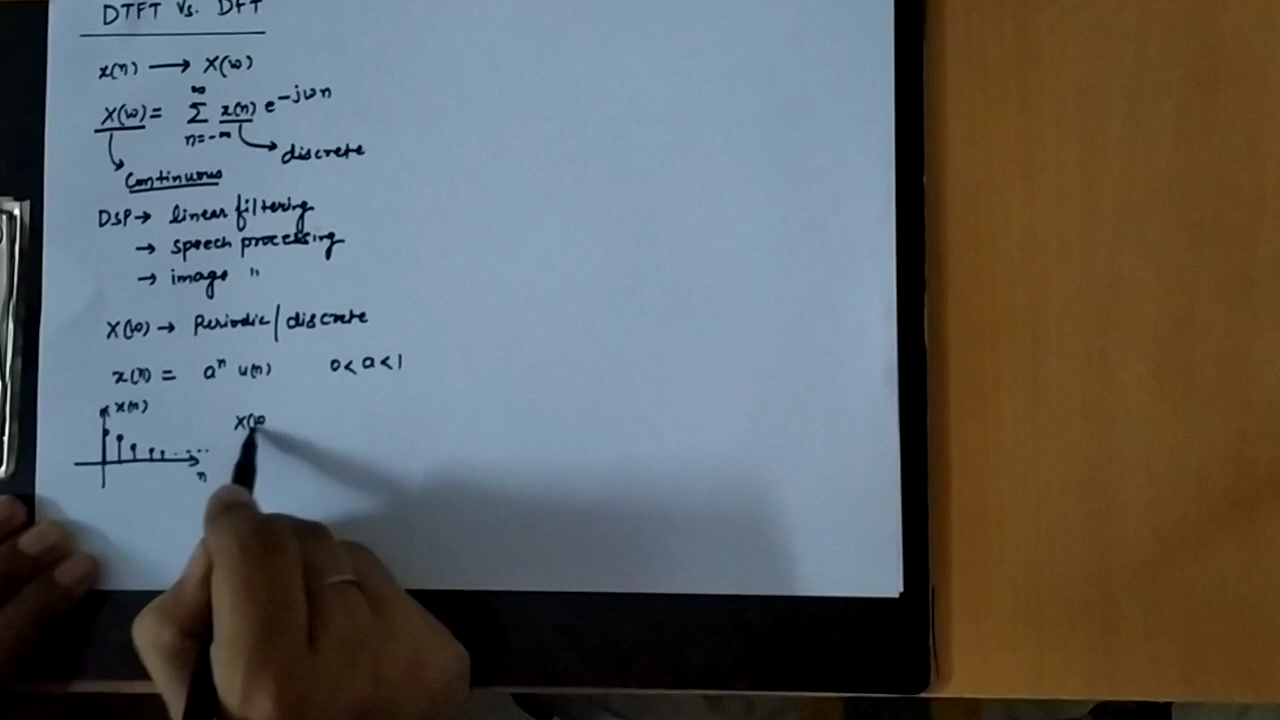 DTFT Vs. DFT
x(n) → X(ω)
X(ω) = ∞ Σ n=-∞ x(n) e^-jωn
discrete
Continuous
DSP → linear filtering
→ speech processing
→ image "
X(ω) → Periodic/discrete
x(n) = a^n u(n) 0<a<1
x(n)
X(ω
n